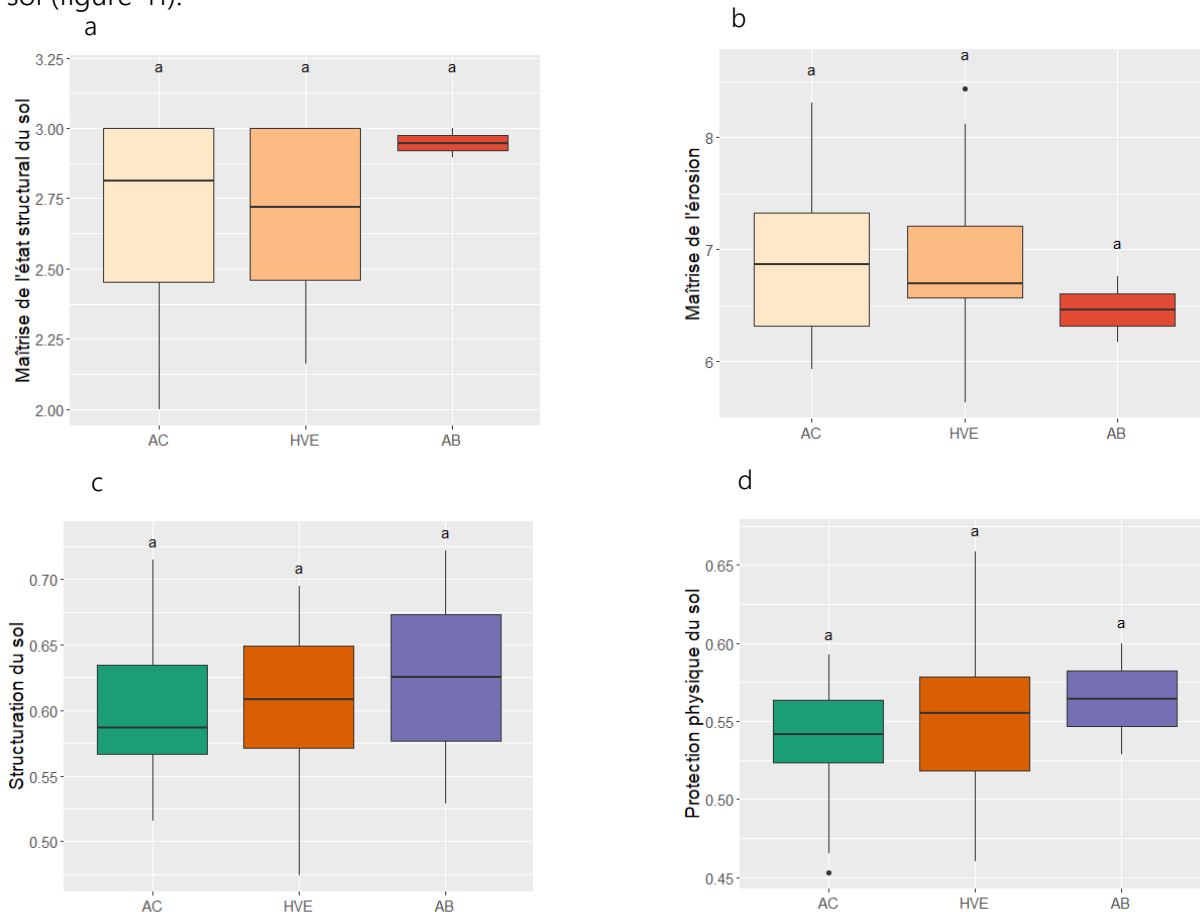 sol (figure 11).
a
b
a a a
3.25
3.00
2.75
2.50
2.25
2.00
Maîtrise de l'état structural du sol
AC HVE AB
a a a
8
7
6
Maîtrise de l'érosion
AC HVE AB
c
d
a a a
0.70
0.65
0.60
0.55
0.50
Structuration du sol
AC HVE AB
a a a
0.65
0.60
0.55
0.50
0.45
Protection physique du sol
AC HVE AB